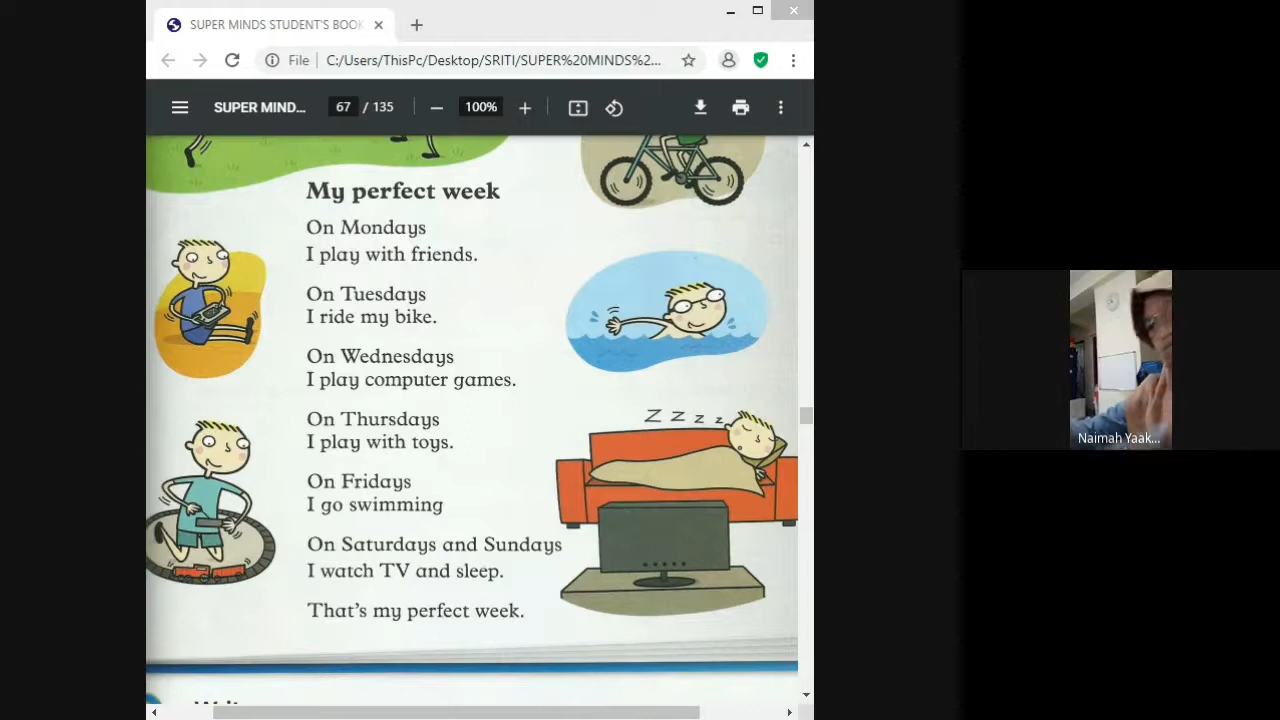 SUPER MINDS STUDENT'S BOOK
File
C:/Users/ThisPc/Desktop/SRITI/SUPER%20MINDS%2...
SUPER MIND...
67 / 135
100%
My perfect week
On Mondays
I play with friends.
On Tuesdays
I ride my bike.
On Wednesdays
I play computer games.
On Thursdays
I play with toys.
On Fridays
I go swimming
On Saturdays and Sundays
I watch TV and sleep.
That's my perfect week.
Z Z Z z
Naimah Yaak...